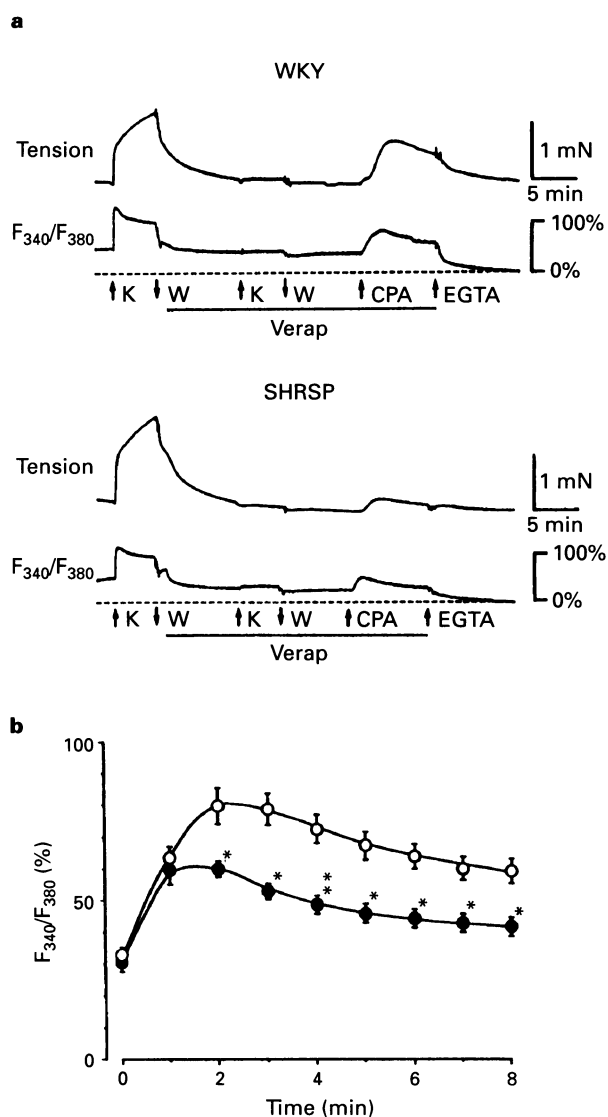 a
WKY
Tension
1 mN
5 min
F340/F380
100%
0%
K W K W CPA EGTA
Verap
SHRSP
Tension
1 mN
5 min
F340/F380
100%
0%
K W K W CPA EGTA
Verap
b
100
50
0
F340/F380 (%)
* * * * * * * *
0 2 4 6 8
Time (min)